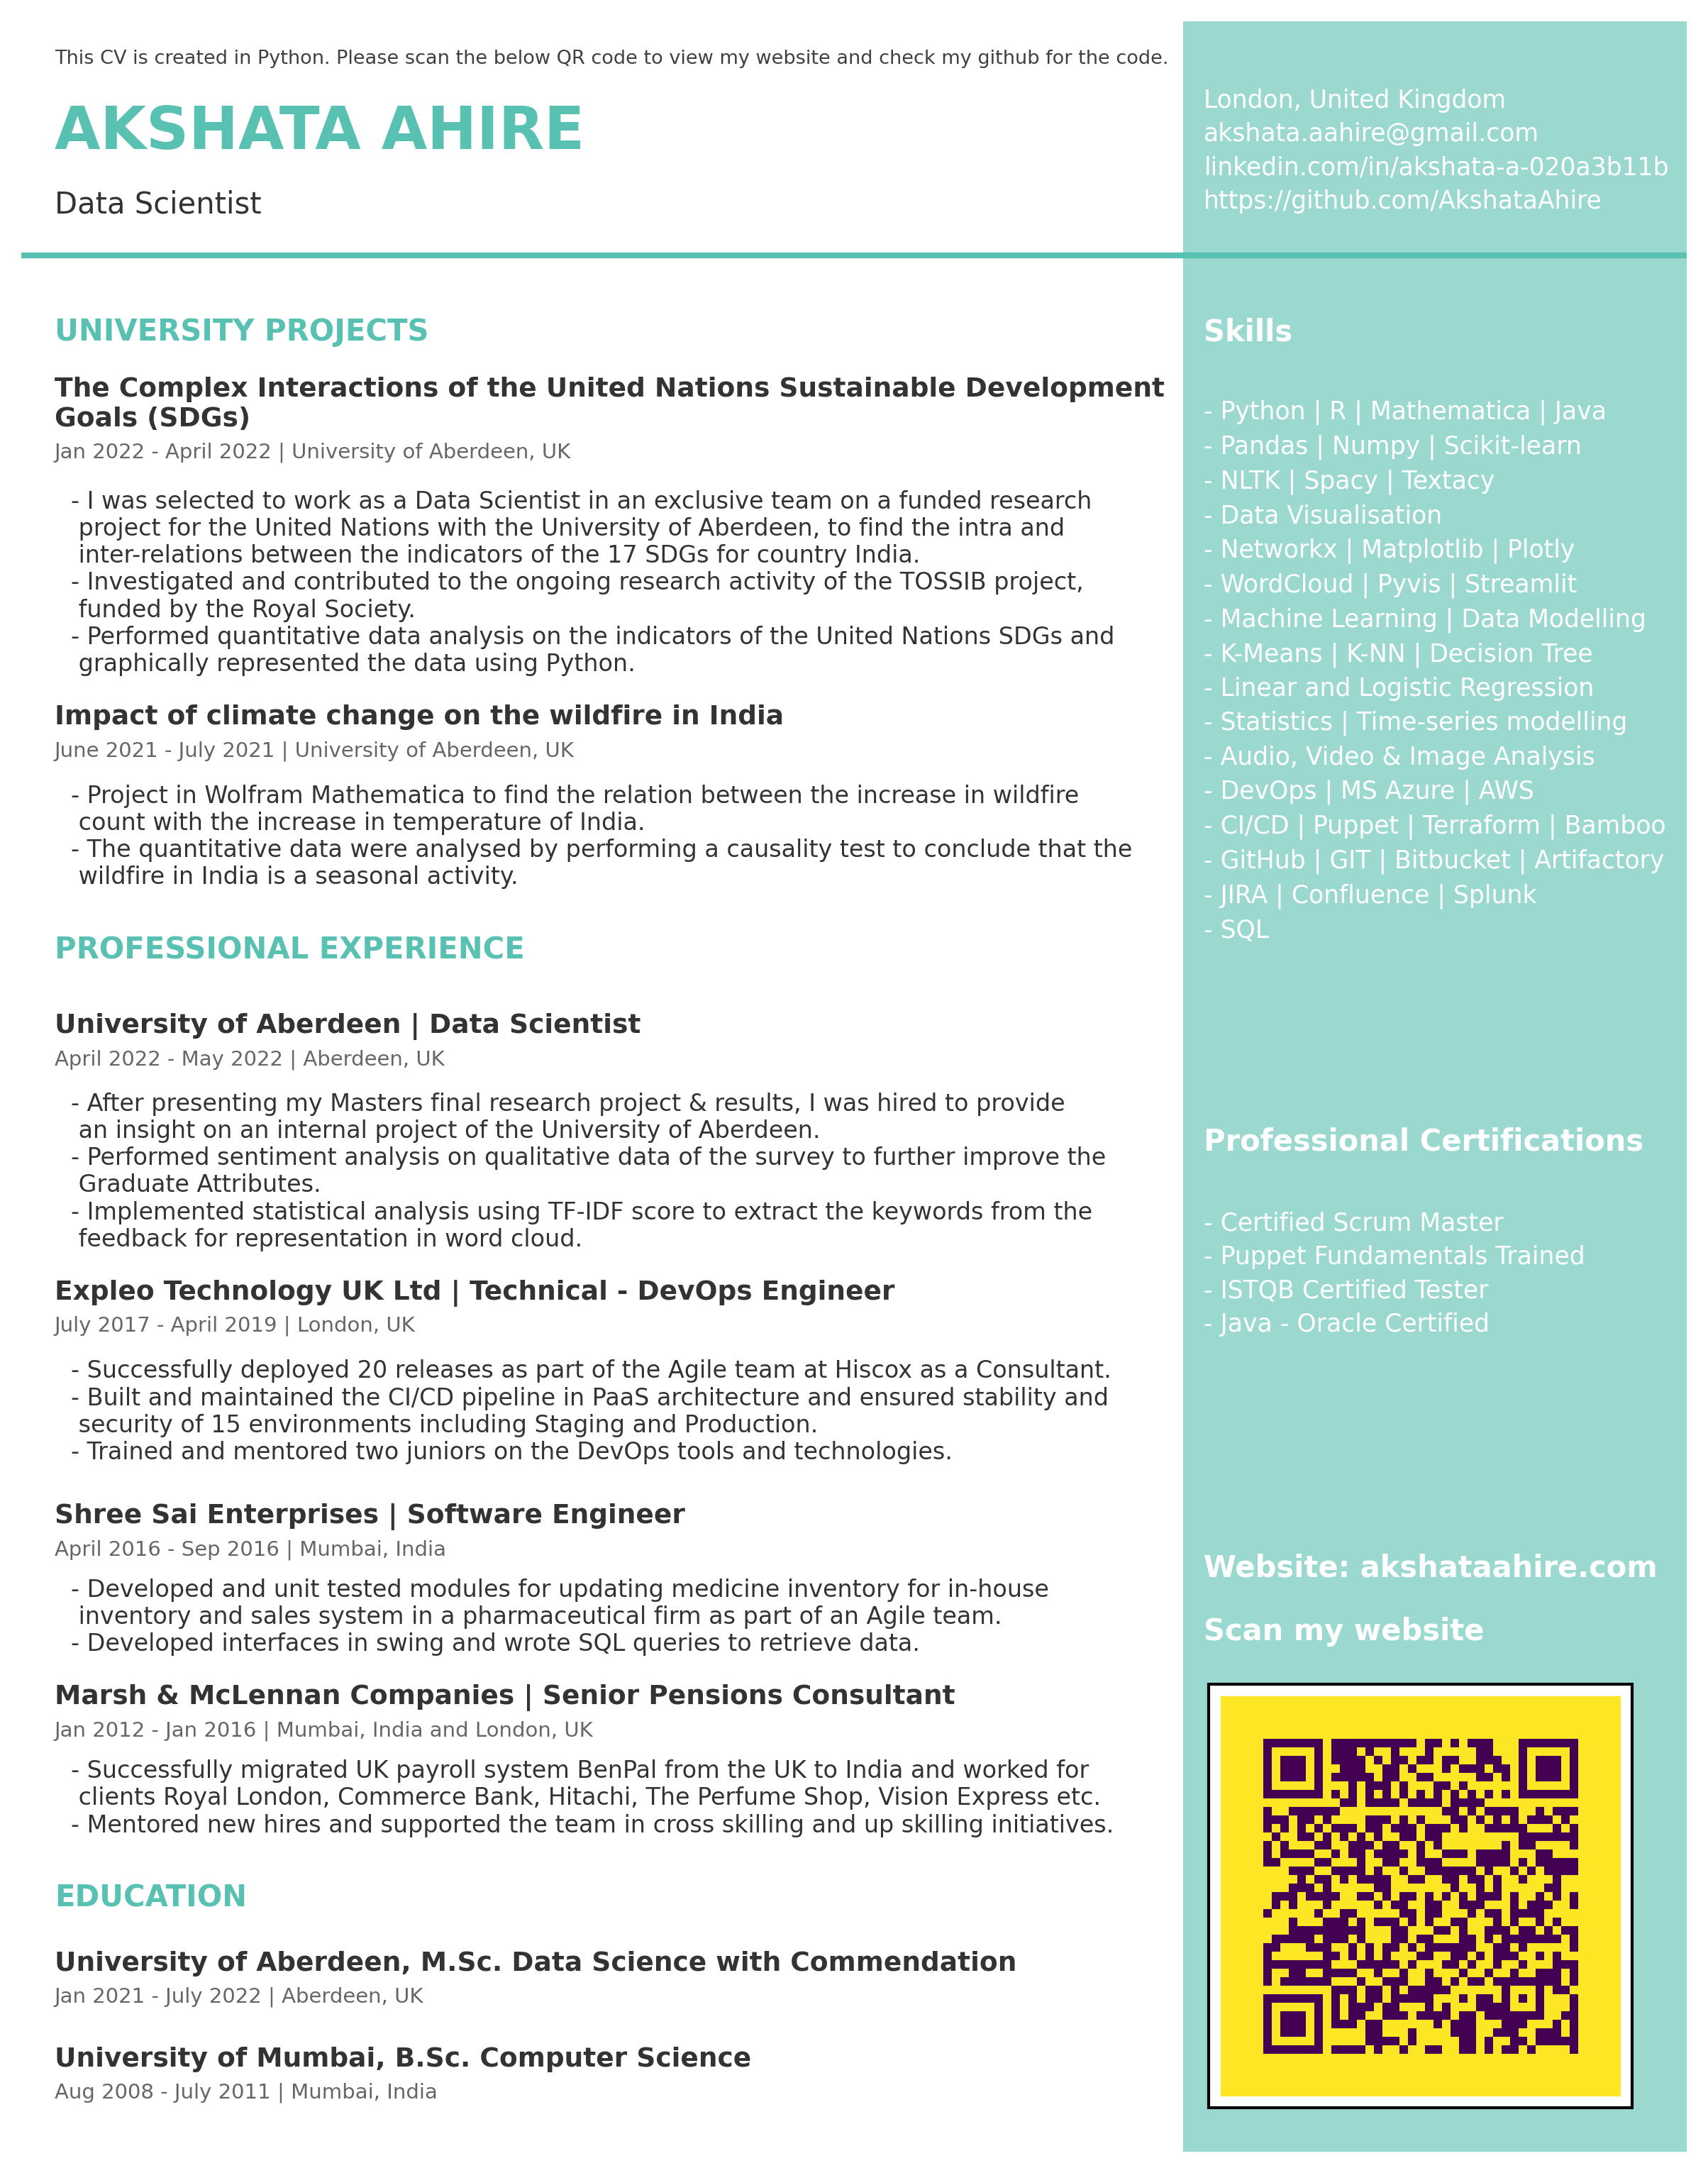 This CV is created in Python. Please scan the below QR code to view my website and check my github for the code.
AKSHATA AHIRE
Data Scientist
London, United Kingdom
akshata.aahire@gmail.com
linkedin.com/in/akshata-a-020a3b11b
https://github.com/AkshataAhire
UNIVERSITY PROJECTS
The Complex Interactions of the United Nations Sustainable Development
Goals (SDGs)
Jan 2022 - April 2022 | University of Aberdeen, UK
- I was selected to work as a Data Scientist in an exclusive team on a funded research
project for the United Nations with the University of Aberdeen, to find the intra and
inter-relations between the indicators of the 17 SDGs for country India.
- Investigated and contributed to the ongoing research activity of the TOSSIB project,
funded by the Royal Society.
- Performed quantitative data analysis on the indicators of the United Nations SDGs and
graphically represented the data using Python.
Impact of climate change on the wildfire in India
June 2021 - July 2021 | University of Aberdeen, UK
- Project in Wolfram Mathematica to find the relation between the increase in wildfire
count with the increase in temperature of India.
- The quantitative data were analysed by performing a causality test to conclude that the
wildfire in India is a seasonal activity.
PROFESSIONAL EXPERIENCE
University of Aberdeen | Data Scientist
April 2022 - May 2022 | Aberdeen, UK
- After presenting my Masters final research project & results, I was hired to provide
an insight on an internal project of the University of Aberdeen.
- Performed sentiment analysis on qualitative data of the survey to further improve the
Graduate Attributes.
- Implemented statistical analysis using TF-IDF score to extract the keywords from the
feedback for representation in word cloud.
Expleo Technology UK Ltd | Technical - DevOps Engineer
July 2017 - April 2019 | London, UK
- Successfully deployed 20 releases as part of the Agile team at Hiscox as a Consultant.
- Built and maintained the CI/CD pipeline in PaaS architecture and ensured stability and
security of 15 environments including Staging and Production.
- Trained and mentored two juniors on the DevOps tools and technologies.
Shree Sai Enterprises | Software Engineer
April 2016 - Sep 2016 | Mumbai, India
- Developed and unit tested modules for updating medicine inventory for in-house
inventory and sales system in a pharmaceutical firm as part of an Agile team.
- Developed interfaces in swing and wrote SQL queries to retrieve data.
Marsh & McLennan Companies | Senior Pensions Consultant
Jan 2012 - Jan 2016 | Mumbai, India and London, UK
- Successfully migrated UK payroll system BenPal from the UK to India and worked for
clients Royal London, Commerce Bank, Hitachi, The Perfume Shop, Vision Express etc.
- Mentored new hires and supported the team in cross skilling and up skilling initiatives.
EDUCATION
University of Aberdeen, M.Sc. Data Science with Commendation
Jan 2021 - July 2022 | Aberdeen, UK
University of Mumbai, B.Sc. Computer Science
Aug 2008 - July 2011 | Mumbai, India
Skills
- Python | R | Mathematica | Java
- Pandas | Numpy | Scikit-learn
- NLTK | Spacy | Textacy
- Data Visualisation
- Networkx | Matplotlib | Plotly
- WordCloud | Pyvis | Streamlit
- Machine Learning | Data Modelling
- K-Means | K-NN | Decision Tree
- Linear and Logistic Regression
- Statistics | Time-series modelling
- Audio, Video & Image Analysis
- DevOps | MS Azure | AWS
- CI/CD | Puppet | Terraform | Bamboo
- GitHub | GIT | Bitbucket | Artifactory
- JIRA | Confluence | Splunk
- SQL
Professional Certifications
- Certified Scrum Master
- Puppet Fundamentals Trained
- ISTQB Certified Tester
- Java - Oracle Certified
Website: akshataahire.com
Scan my website